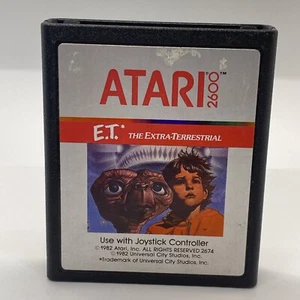 ATARI 2600™
E.T.* THE EXTRA-TERRESTRIAL
Use with Joystick Controller
©1982 Atari, Inc. ALL RIGHTS RESERVED 2674
©1982 Universal City Studios, Inc.
*Trademark of Universal City Studios, Inc.